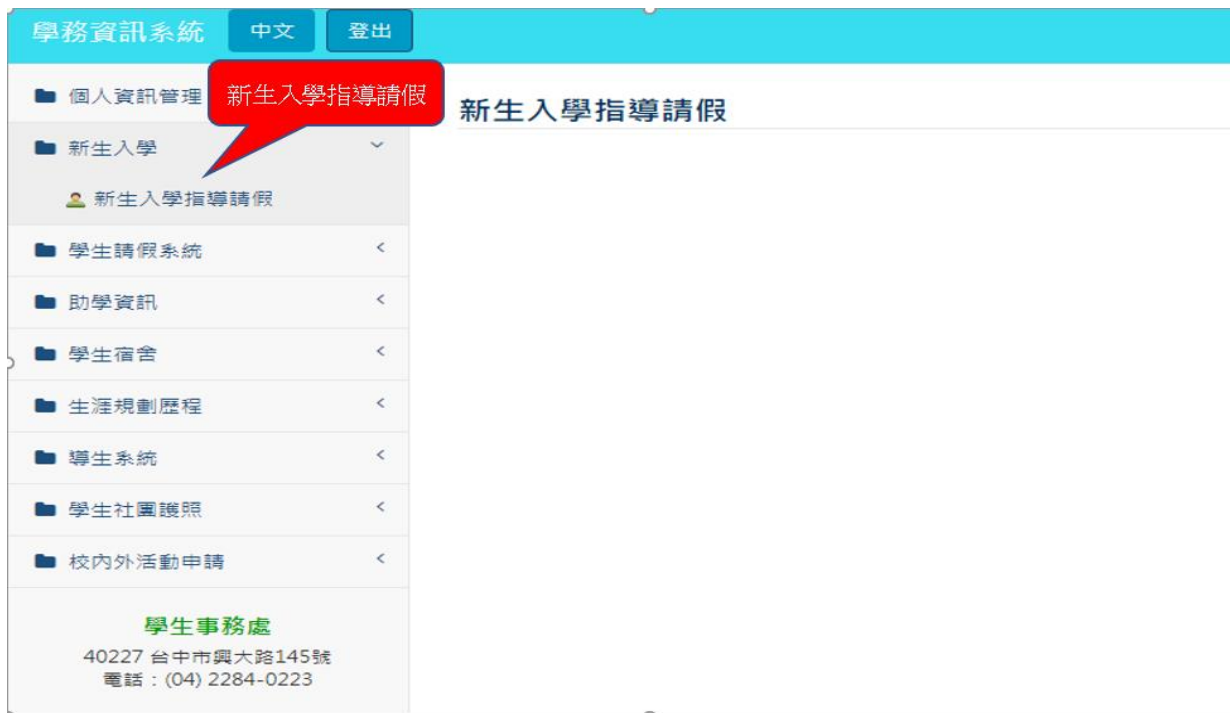 學務資訊系統 中文 登出
個人資訊管理
新生入學指導請假
新生入學指導請假
新生入學
新生入學指導請假
學生請假系統
助學資訊
學生宿舍
生涯規劃歷程
導生系統
學生社團護照
校內外活動申請
學生事務處
40227 台中市興大路145號
電話：(04) 2284-0223